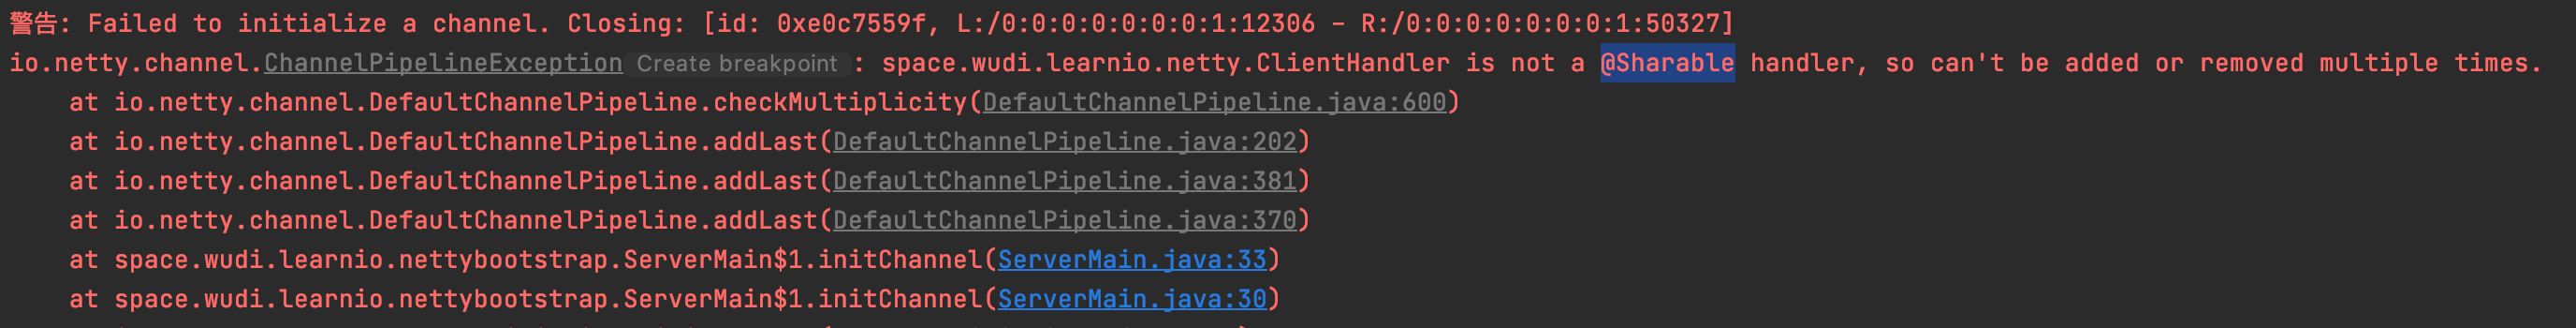 警告: Failed to initialize a channel. Closing: [id: 0xe0c7559f, L:/0:0:0:0:0:0:0:1:12306 - R:/0:0:0:0:0:0:0:1:50327]
io.netty.channel.ChannelPipelineException Create breakpoint : space.wudi.learnio.netty.ClientHandler is not a @Sharable handler, so can't be added or removed multiple times.
at io.netty.channel.DefaultChannelPipeline.checkMultiplicity(DefaultChannelPipeline.java:600)
at io.netty.channel.DefaultChannelPipeline.addLast(DefaultChannelPipeline.java:202)
at io.netty.channel.DefaultChannelPipeline.addLast(DefaultChannelPipeline.java:381)
at io.netty.channel.DefaultChannelPipeline.addLast(DefaultChannelPipeline.java:370)
at space.wudi.learnio.nettybootstrap.ServerMain$1.initChannel(ServerMain.java:33)
at space.wudi.learnio.nettybootstrap.ServerMain$1.initChannel(ServerMain.java:30)